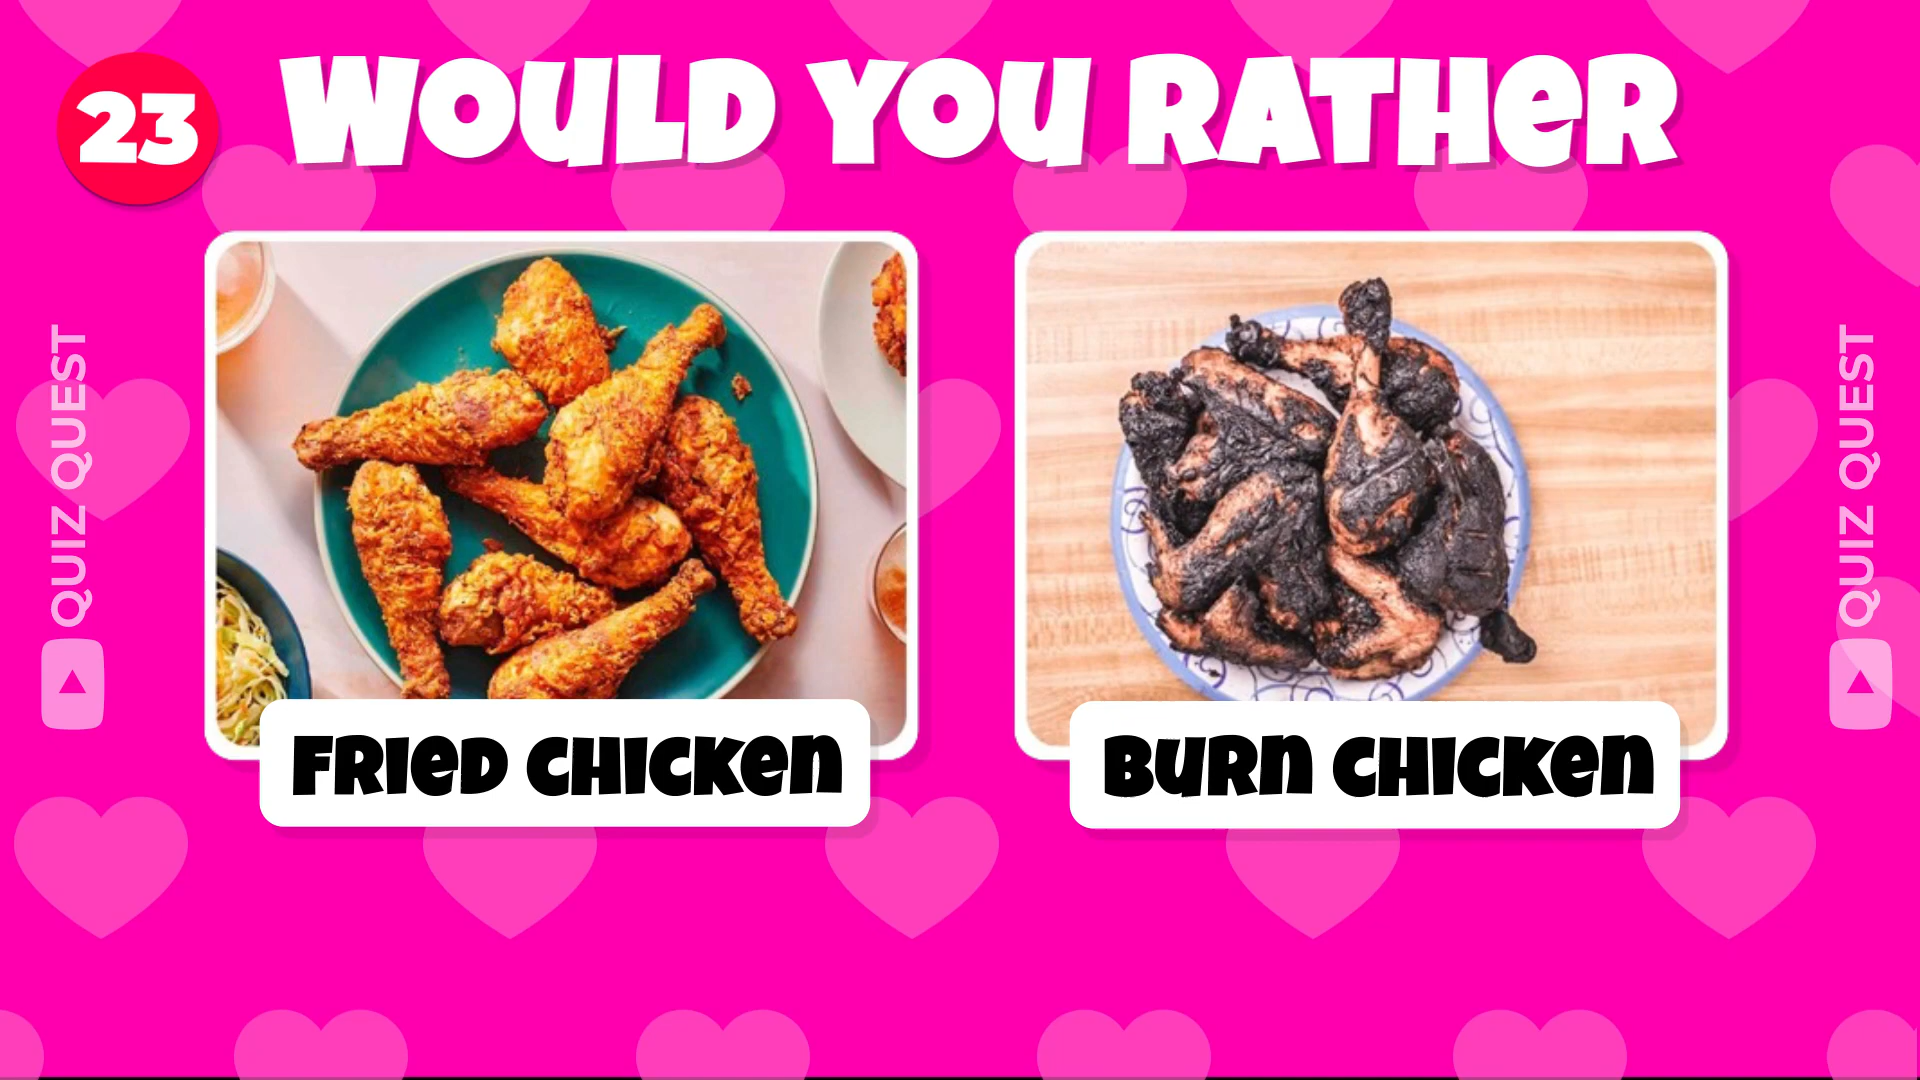 23
WOULD YOU RATHER
QUIZ QUEST
QUIZ QUEST
FRIED CHICKEN
BURN CHICKEN